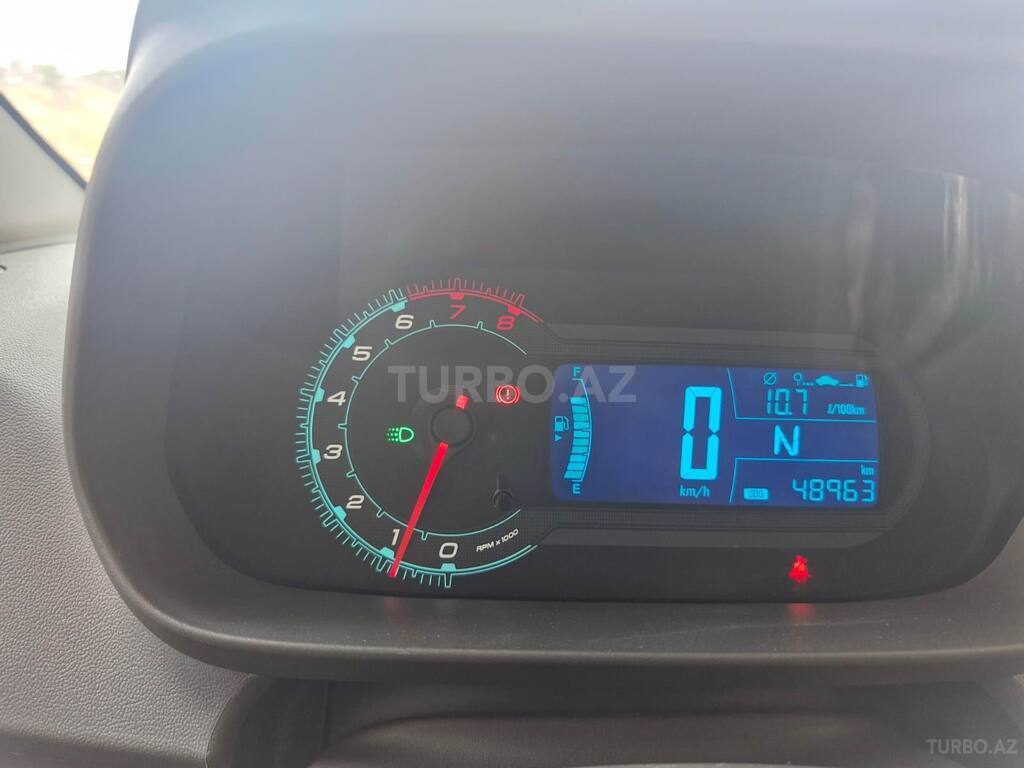 8
7
6
5
4
3
2
1
0
RPM x 1000
TURBO.AZ
F
E
0
km/h
10.7 l/100km
N
km
ODO 48963
TURBO.AZ